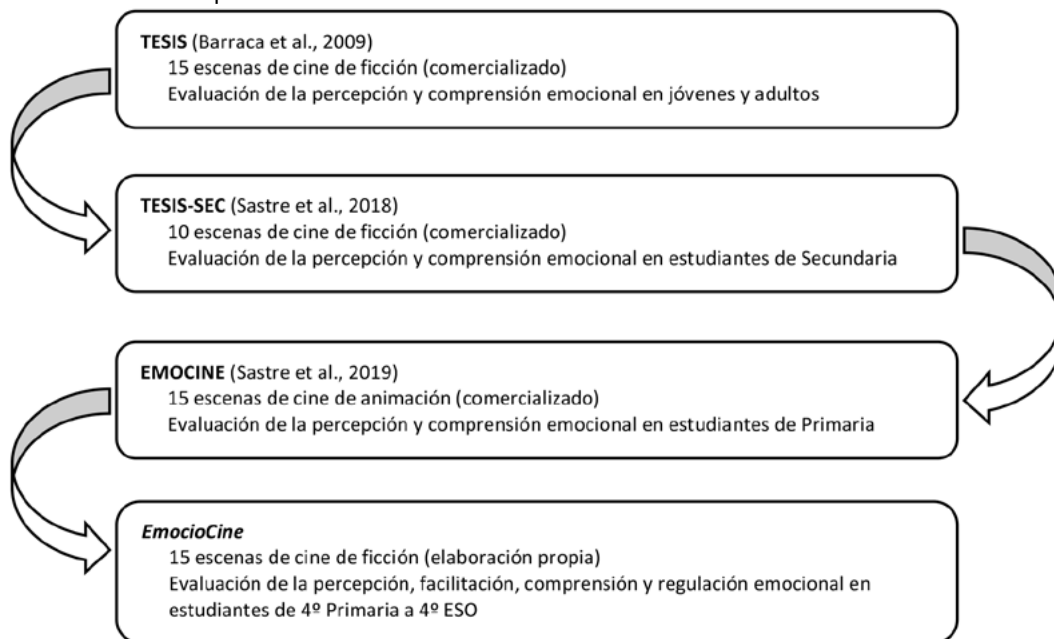 TESIS (Barraca et al., 2009)
15 escenas de cine de ficción (comercializado)
Evaluación de la percepción y comprensión emocional en jóvenes y adultos
TESIS-SEC (Sastre et al., 2018)
10 escenas de cine de ficción (comercializado)
Evaluación de la percepción y comprensión emocional en estudiantes de Secundaria
EMOCINE (Sastre et al., 2019)
15 escenas de cine de animación (comercializado)
Evaluación de la percepción y comprensión emocional en estudiantes de Primaria
EmocioCine
15 escenas de cine de ficción (elaboración propia)
Evaluación de la percepción, facilitación, comprensión y regulación emocional en
estudiantes de 4º Primaria a 4º ESO